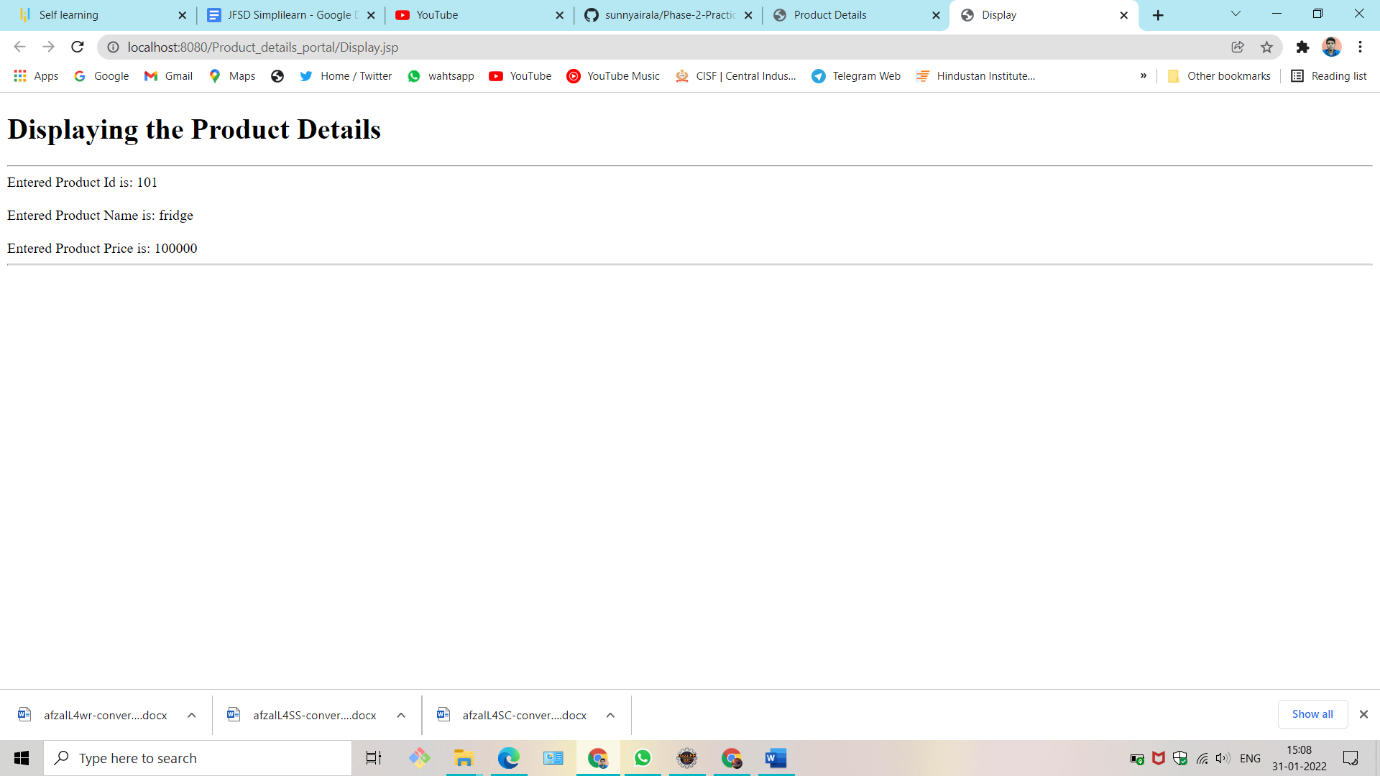 Self learning
JFSD Simplilearn - Google D
YouTube
sunnyairala/Phase-2-Practic
Product Details
Display
localhost:8080/Product_details_portal/Display.jsp
Apps
Google
Gmail
Maps
Home / Twitter
wahtsapp
YouTube
YouTube Music
CISF | Central Indus...
Telegram Web
Hindustan Institute...
»
Other bookmarks
Reading list
Displaying the Product Details
Entered Product Id is: 101
Entered Product Name is: fridge
Entered Product Price is: 100000
afzalL4wr-conver....docx
afzalL4SS-conver....docx
afzalL4SC-conver....docx
Show all
Type here to search
ENG
15:08
31-01-2022